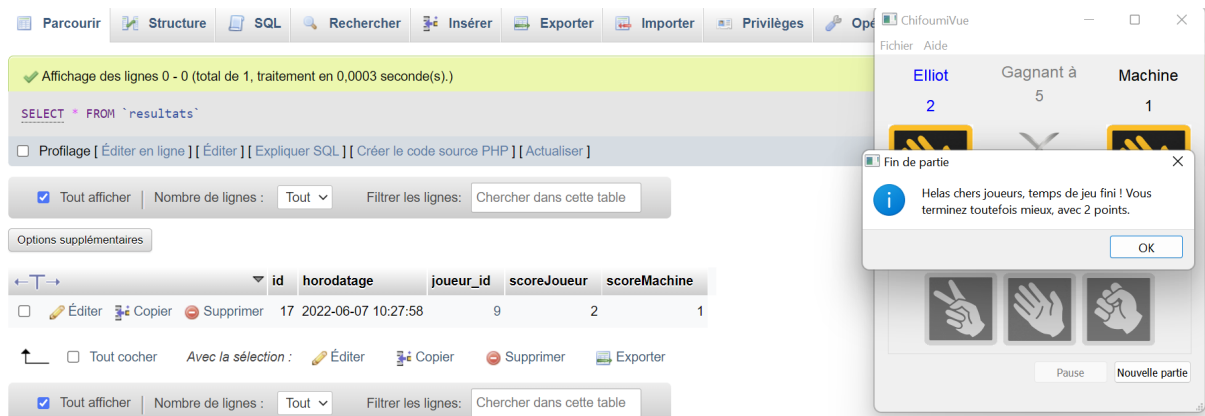 Parcourir Structure SQL Rechercher Insérer Exporter Importer Privilèges Opé
Affichage des lignes 0 - 0 (total de 1, traitement en 0,0003 seconde(s).)
SELECT * FROM `resultats`
Profilage [ Éditer en ligne ] [ Éditer ] [ Expliquer SQL ] [ Créer le code source PHP ] [ Actualiser ]
Tout afficher | Nombre de lignes : Tout Filtrer les lignes: Chercher dans cette table
Options supplémentaires
id horodatage joueur_id scoreJoueur scoreMachine
Éditer Copier Supprimer 17 2022-06-07 10:27:58 9 2 1
Tout cocher Avec la sélection : Éditer Copier Supprimer Exporter
Tout afficher | Nombre de lignes : Tout Filtrer les lignes: Chercher dans cette table
ChifoumiVue
Fichier Aide
Elliot Gagnant à Machine
2 5 1
Fin de partie
Helas chers joueurs, temps de jeu fini ! Vous
terminez toutefois mieux, avec 2 points.
OK
Pause Nouvelle partie